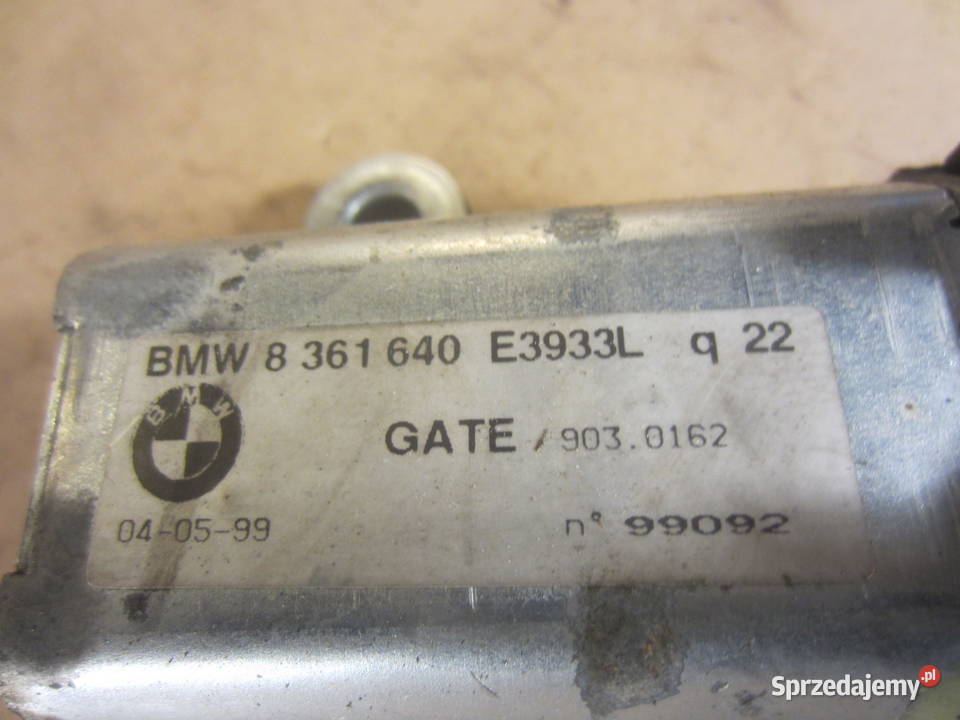 BMW 8 361 640 E3933L q 22
BMW
GATE / 903.0162
04-05-99 n° 99092
Sprzedajemy.pl